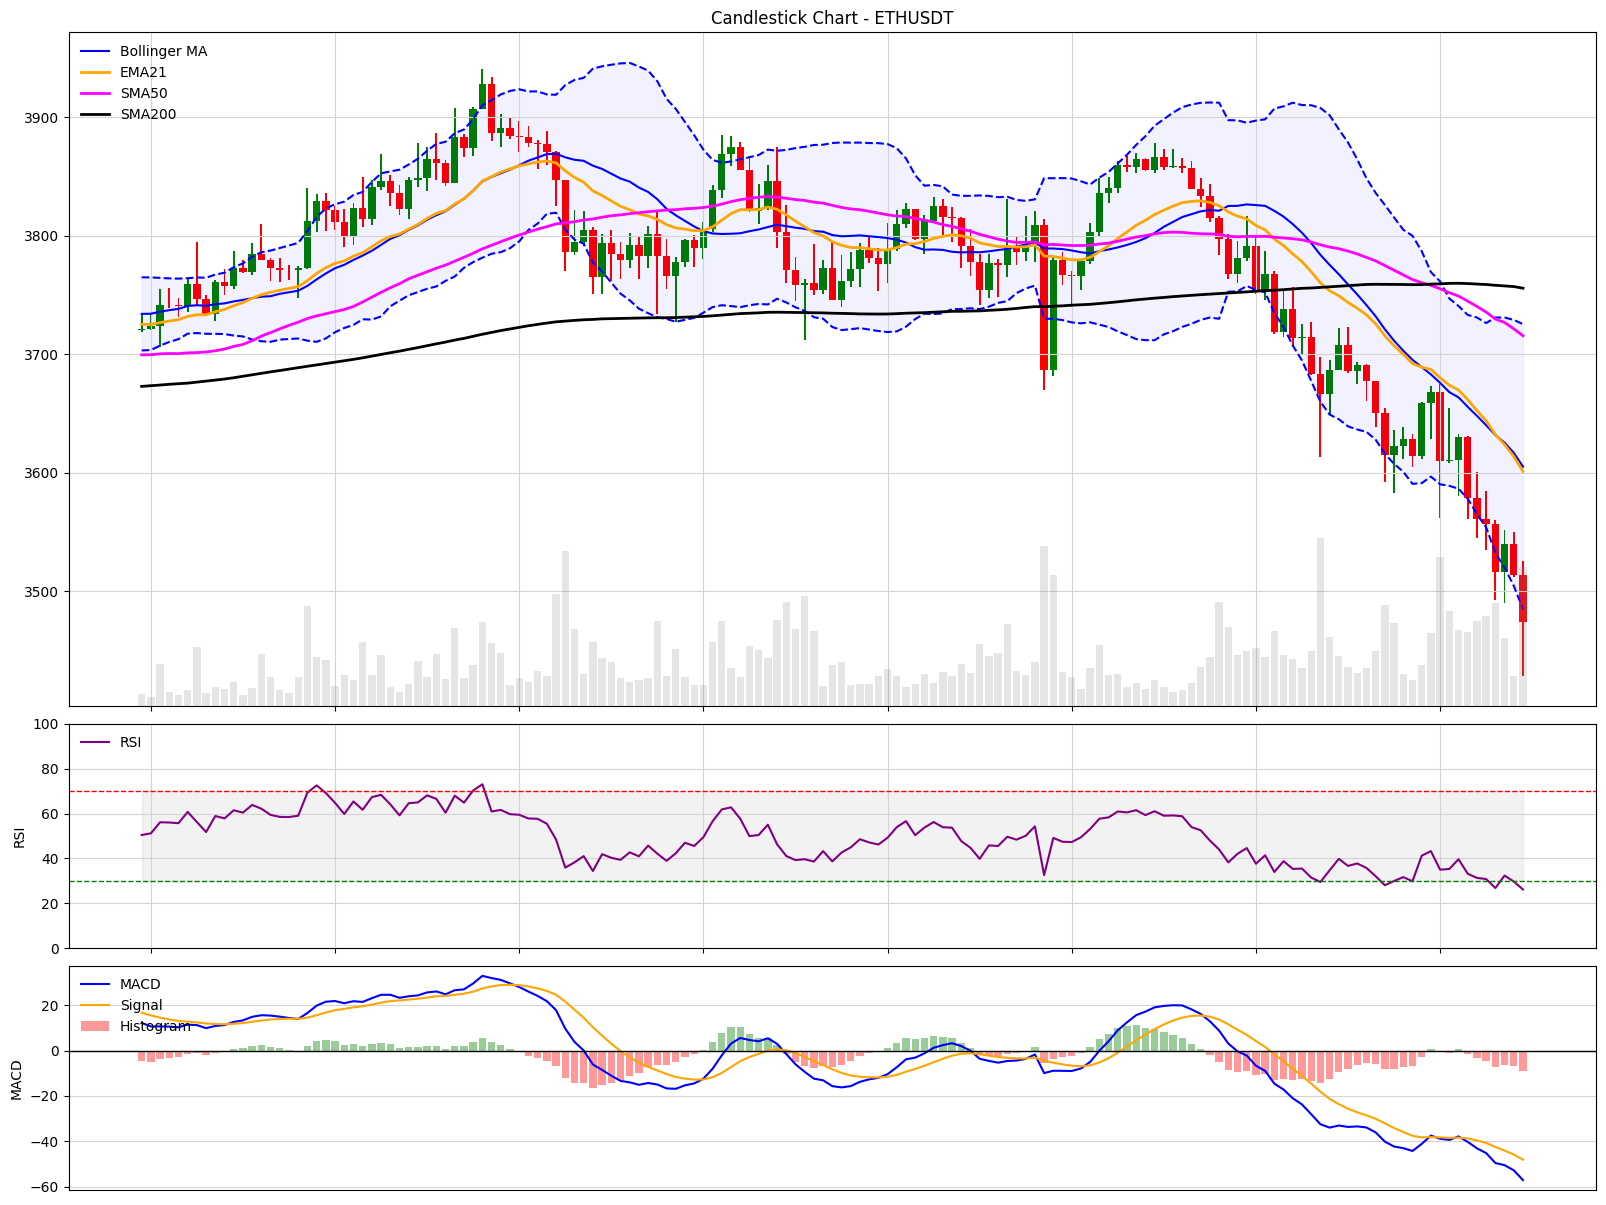 Candlestick Chart - ETHUSDT
Bollinger MA
EMA21
SMA50
SMA200
3900
3800
3700
3600
3500
RSI
100
80
60
40
20
0
RSI
MACD
Signal
Histogram
20
0
−20
−40
−60
MACD